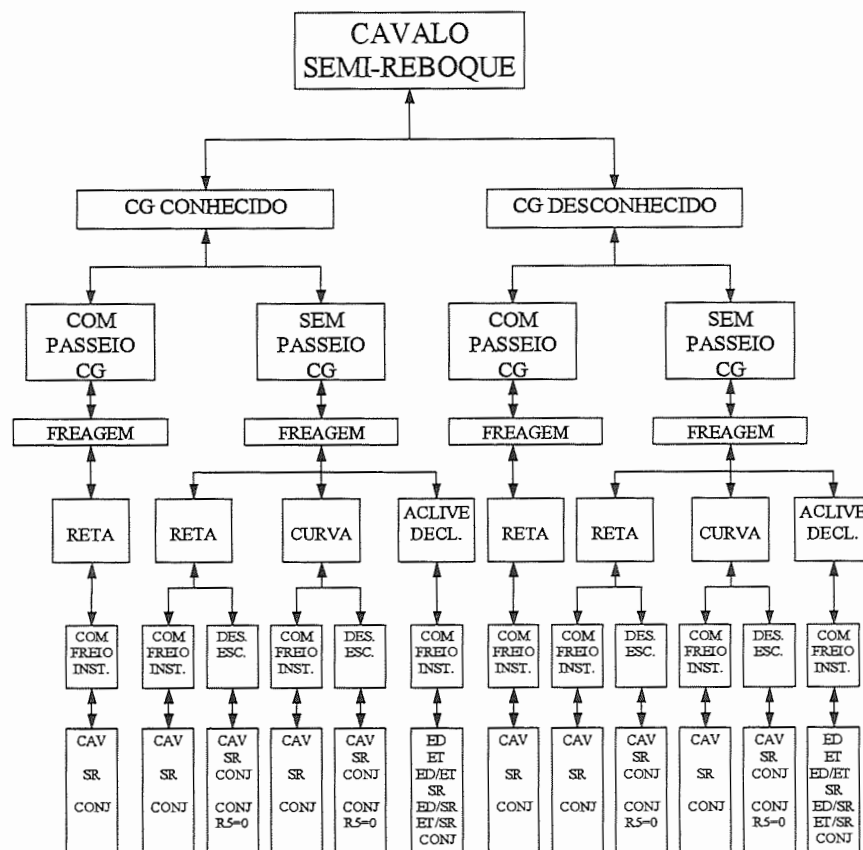 CAVALO
SEMI-REBOQUE
CG CONHECIDO
CG DESCONHECIDO
COM
PASSEIO
CG
SEM
PASSEIO
CG
COM
PASSEIO
CG
SEM
PASSEIO
CG
FREAGEM
FREAGEM
FREAGEM
FREAGEM
RETA
RETA
CURVA
ACLIVE
DECL.
RETA
RETA
CURVA
ACLIVE
DECL.
COM
FREIO
INST.
COM
FREIO
INST.
DES.
ESC.
COM
FREIO
INST.
DES.
ESC.
COM
FREIO
INST.
COM
FREIO
INST.
COM
FREIO
INST.
DES.
ESC.
COM
FREIO
INST.
DES.
ESC.
COM
FREIO
INST.
CAV
SR
CONJ
CAV
SR
CONJ
CAV
SR
CONJ
CONJ
R5=0
CAV
SR
CONJ
CAV
SR
CONJ
CONJ
R5=0
ED
ET
ED/ET
SR
ED/SR
ET/SR
CONJ
CAV
SR
CONJ
CAV
SR
CONJ
CAV
SR
CONJ
CONJ
R5=0
CAV
SR
CONJ
CAV
SR
CONJ
CONJ
R5=0
ED
ET
ED/ET
SR
ED/SR
ET/SR
CONJ